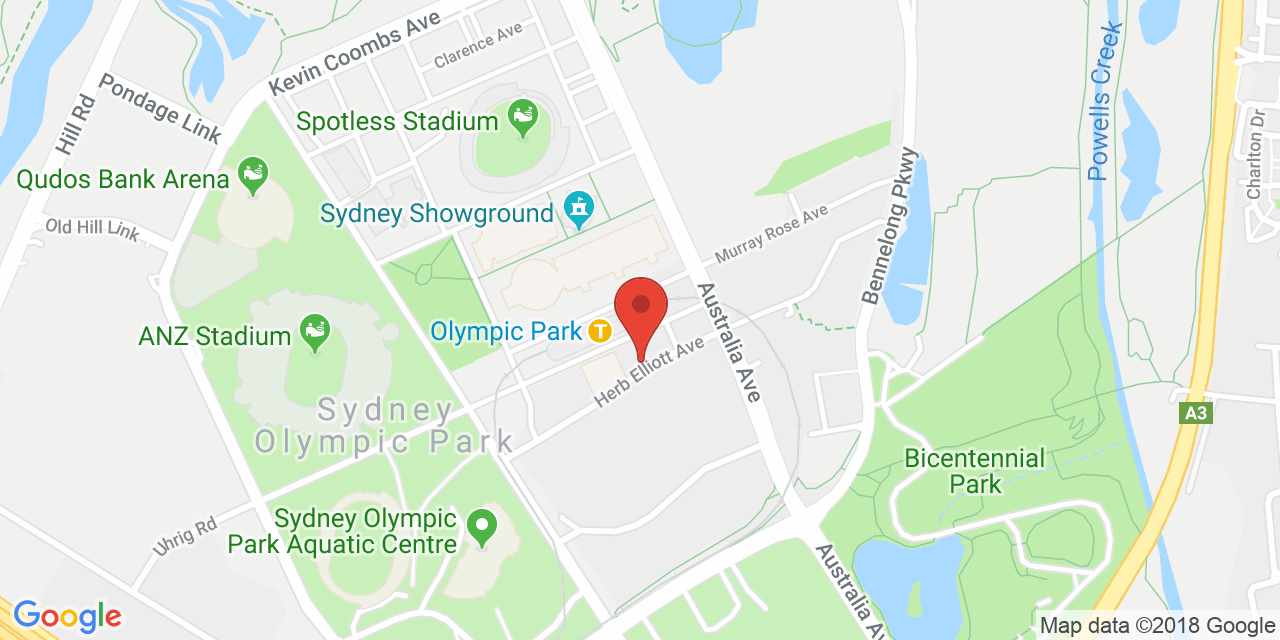 Kevin Coombs Ave
Clarence Ave
Pondage Link
Hill Rd
Spotless Stadium
Qudos Bank Arena
Old Hill Link
Sydney Showground
Murray Rose Ave
Bennelong Pkwy
Powells Creek
Charlton Dr
Australia Ave
Olympic Park
T
ANZ Stadium
Herb Elliott Ave
Sydney
Olympic Park
A3
Bicentennial
Park
Sydney Olympic
Park Aquatic Centre
Uhrig Rd
Australia Av
Google
Map data ©2018 Google